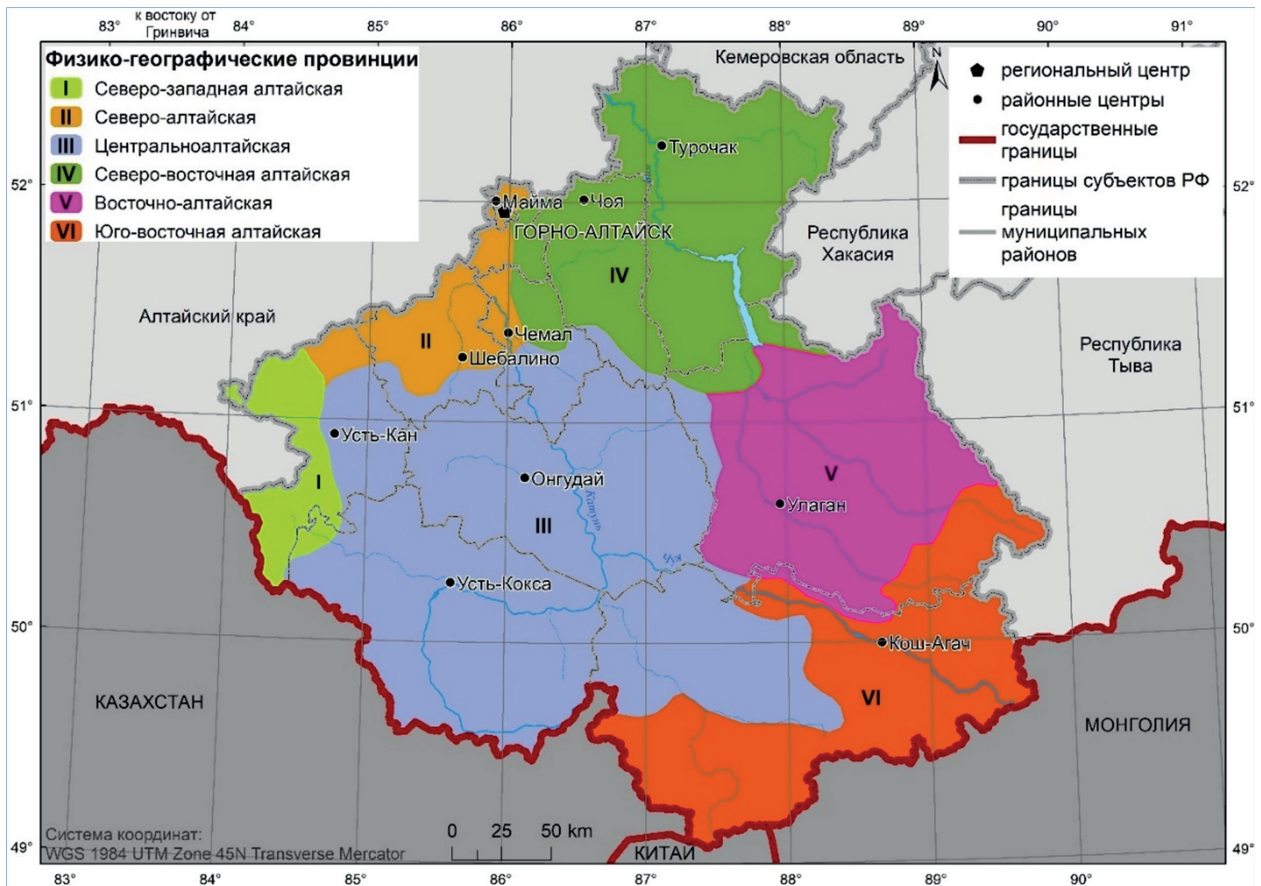 к востоку от
Гринвича
83°
85°
86°
87°
88°
89°
90°
91°
Физико-географические провинции
I Северо-западная алтайская
II Северо-алтайская
III Центральноалтайская
IV Северо-восточная алтайская
V Восточно-алтайская
VI Юго-восточная алтайская
Кемеровская область
N
региональный центр
районные центры
государственные
границы
границы субъектов РФ
границы
муниципальных
районов
52°
52°
Турочак
Майма
Чоя
ГОРНО-АЛТАЙСК
Республика
Хакасия
IV
Алтайский край
Чемал
II
Шебалино
Республика
Тыва
51°
51°
Усть-Кан
I
Онгудай
Катунь
V
Улаган
III
Чуя
Усть-Кокса
50°
50°
Кош-Агач
VI
КАЗАХСТАН
МОНГОЛИЯ
Система координат:
WGS 1984 UTM Zone 45N Transverse Mercator
0 25 50 km
КИТАЙ
49°
49°
83°
84°
85°
86°
87°
88°
89°
90°